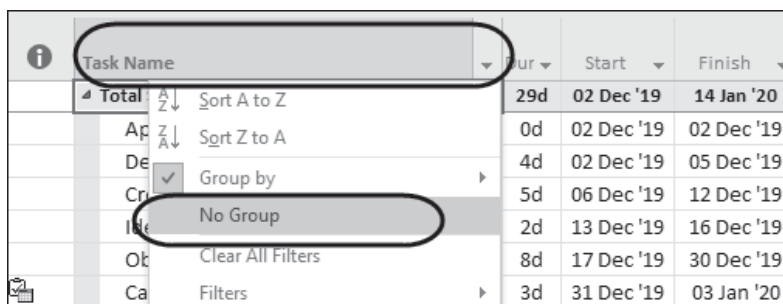 Task Name Dur Start Finish
Total 29d 02 Dec '19 14 Jan '20
Sort A to Z
Ap 0d 02 Dec '19 02 Dec '19
Sort Z to A
De 4d 02 Dec '19 05 Dec '19
Group by
Cr 5d 06 Dec '19 12 Dec '19
No Group
Ide 2d 13 Dec '19 16 Dec '19
Clear All Filters
Ob 8d 17 Dec '19 30 Dec '19
Filters
Ca 3d 31 Dec '19 03 Jan '20